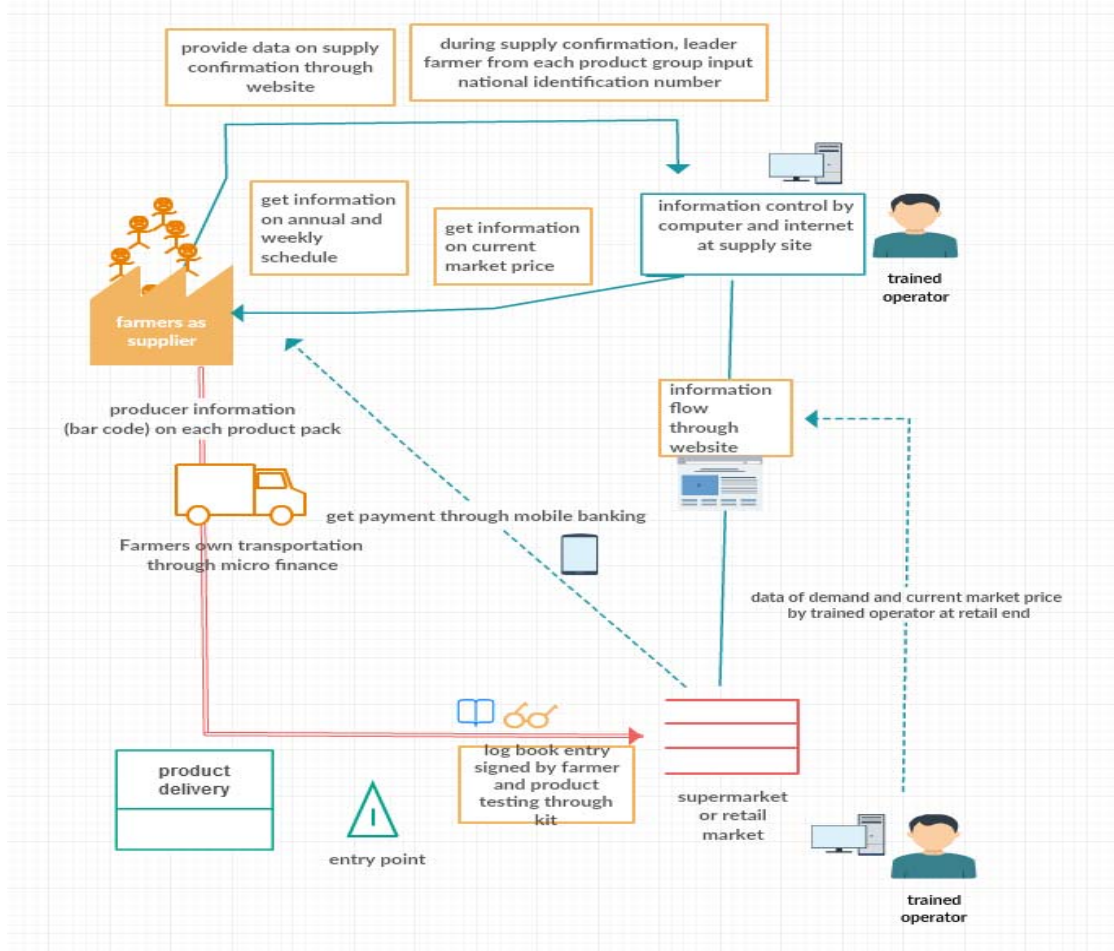 provide data on supply
confirmation through
website
during supply confirmation, leader
farmer from each product group input
national identification number
get information
on annual and
weekly
schedule
get information
on current
market price
information control by
computer and internet
at supply site
trained
operator
farmers as
supplier
information
flow
through
website
producer information
(bar code) on each product pack
get payment through mobile banking
Farmers own transportation
through micro finance
data of demand and current market price
by trained operator at retail end
log book entry
signed by farmer
and product
testing through
kit
product
delivery
entry point
supermarket
or retail
market
trained
operator